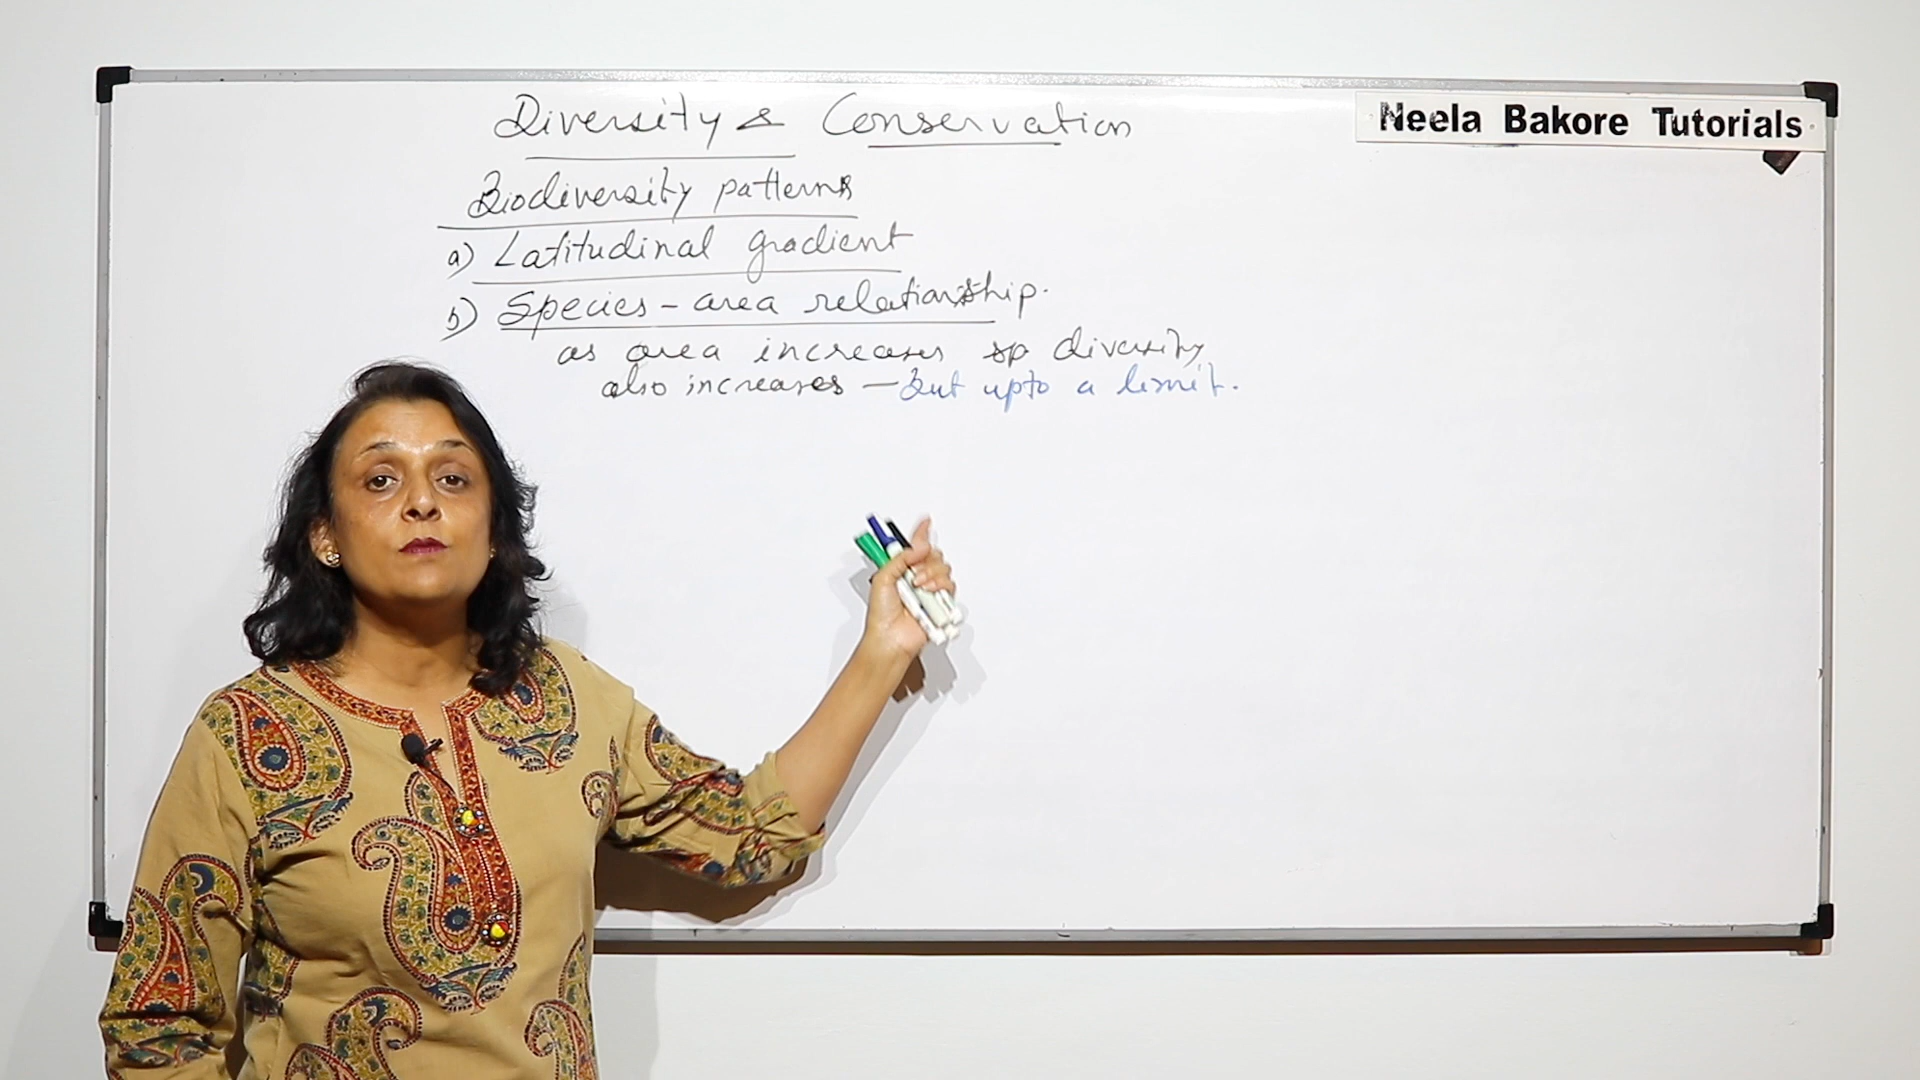 Diversity & Conservation
Neela Bakore Tutorials
Biodiversity patterns
a) Latitudinal gradient
b) Species - area relationship.
as area increases sp diversity
also increases - But upto a limit.